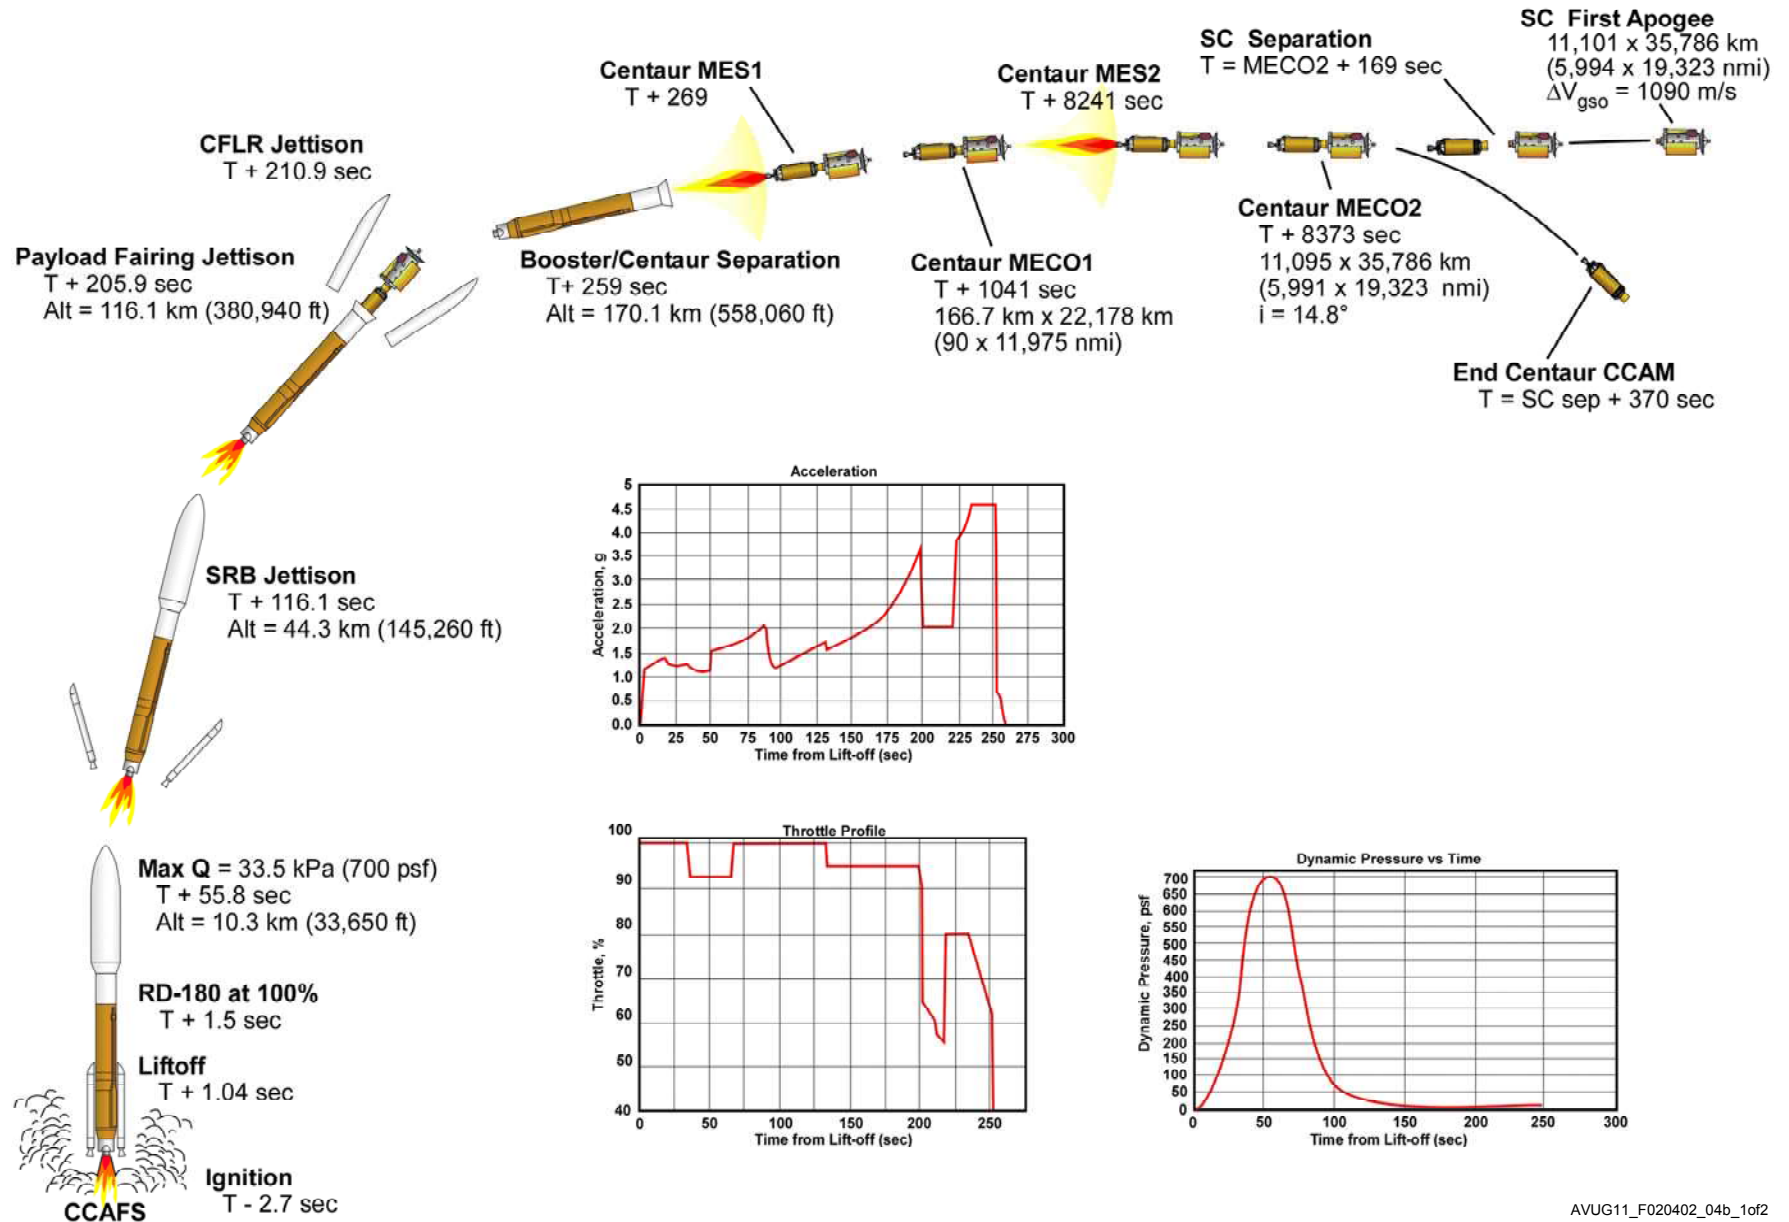 SC First Apogee
11,101 x 35,786 km
(5,994 x 19,323 nmi)
ΔVgso = 1090 m/s
SC Separation
T = MECO2 + 169 sec
Centaur MES2
T + 8241 sec
Centaur MES1
T + 269
CFLR Jettison
T + 210.9 sec
Payload Fairing Jettison
T + 205.9 sec
Alt = 116.1 km (380,940 ft)
Booster/Centaur Separation
T+ 259 sec
Alt = 170.1 km (558,060 ft)
Centaur MECO1
T + 1041 sec
166.7 km x 22,178 km
(90 x 11,975 nmi)
Centaur MECO2
T + 8373 sec
11,095 x 35,786 km
(5,991 x 19,323 nmi)
i = 14.8°
End Centaur CCAM
T = SC sep + 370 sec
SRB Jettison
T + 116.1 sec
Alt = 44.3 km (145,260 ft)
Max Q = 33.5 kPa (700 psf)
T + 55.8 sec
Alt = 10.3 km (33,650 ft)
RD-180 at 100%
T + 1.5 sec
Liftoff
T + 1.04 sec
Ignition
T - 2.7 sec
CCAFS
Acceleration
Acceleration, g
5
4.5
4.0
3.5
3.0
2.5
2.0
1.5
1.0
0.5
0.0
0 25 50 75 100 125 150 175 200 225 250 275 300
Time from Lift-off (sec)
Throttle Profile
Throttle, %
100
90
80
70
60
50
40
0 50 100 150 200 250
Time from Lift-off (sec)
Dynamic Pressure vs Time
Dynamic Pressure, psf
700
650
600
550
500
450
400
350
300
250
200
150
100
50
0
0 50 100 150 200 250 300
Time from Lift-off (sec)
AVUG11_F020402_04b_1of2